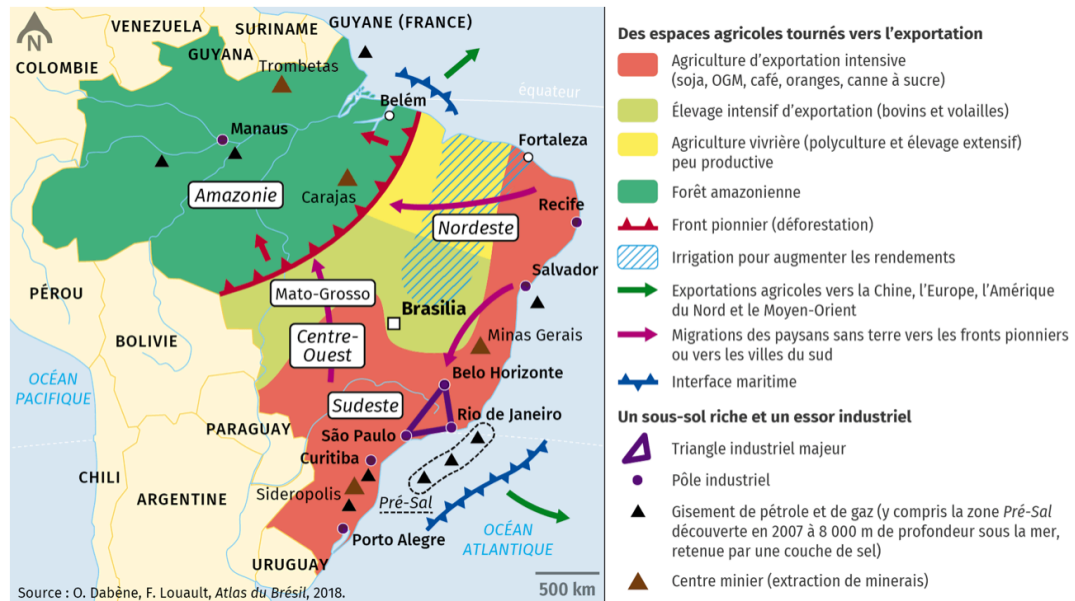 N
VENEZUELA
SURINAME
GUYANE (FRANCE)
GUYANA
COLOMBIE
Trombetas
équateur
Belém
Manaus
Fortaleza
Amazonie
Carajas
Recife
Nordeste
Salvador
PÉROU
Mato-Grosso
Brasilia
BOLIVIE
Centre-
Ouest
Minas Gerais
OCÉAN
PACIFIQUE
Belo Horizonte
Sudeste
Rio de Janeiro
PARAGUAY
São Paulo
Curitiba
CHILI
ARGENTINE
Sideropolis
Pré-Sal
OCÉAN
ATLANTIQUE
Porto Alegre
URUGUAY
500 km
Source : O. Dabène, F. Louault, Atlas du Brésil, 2018.
Des espaces agricoles tournés vers l'exportation
Agriculture d'exportation intensive
(soja, OGM, café, oranges, canne à sucre)
Élevage intensif d'exportation (bovins et volailles)
Agriculture vivrière (polyculture et élevage extensif)
peu productive
Forêt amazonienne
Front pionnier (déforestation)
Irrigation pour augmenter les rendements
Exportations agricoles vers la Chine, l'Europe, l'Amérique
du Nord et le Moyen-Orient
Migrations des paysans sans terre vers les fronts pionniers
ou vers les villes du sud
Interface maritime
Un sous-sol riche et un essor industriel
Triangle industriel majeur
Pôle industriel
Gisement de pétrole et de gaz (y compris la zone Pré-Sal
découverte en 2007 à 8 000 m de profondeur sous la mer,
retenue par une couche de sel)
Centre minier (extraction de minerais)